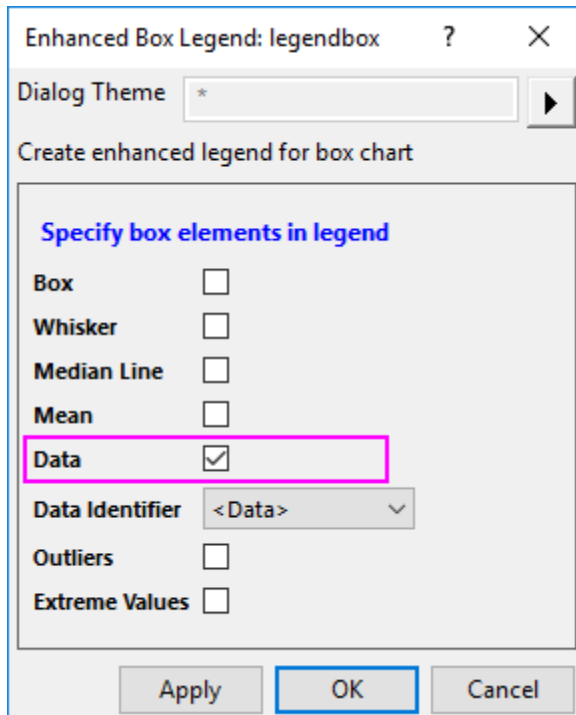 Enhanced Box Legend: legendbox ?
Dialog Theme *
Create enhanced legend for box chart
Specify box elements in legend
Box
Whisker
Median Line
Mean
Data
Data Identifier <Data>
Outliers
Extreme Values
Apply OK Cancel